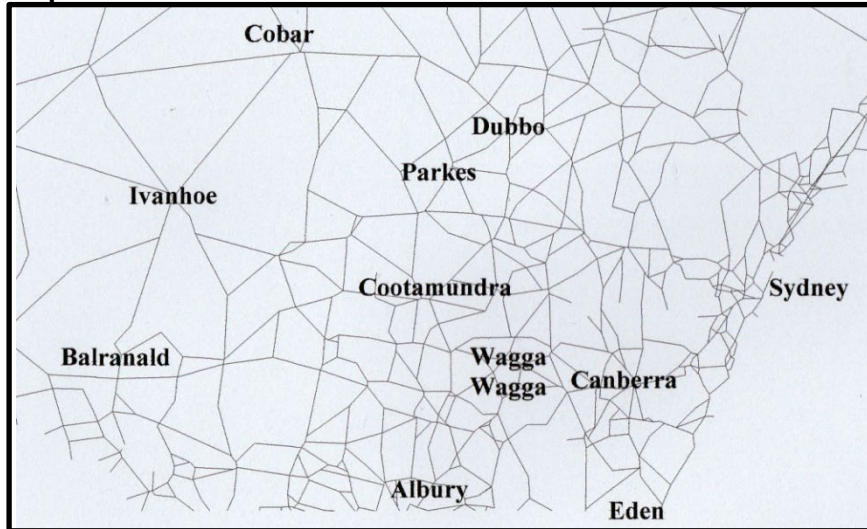 Cobar
Dubbo
Parkes
Ivanhoe
Cootamundra
Sydney
Balranald
Wagga
Wagga
Canberra
Albury
Eden